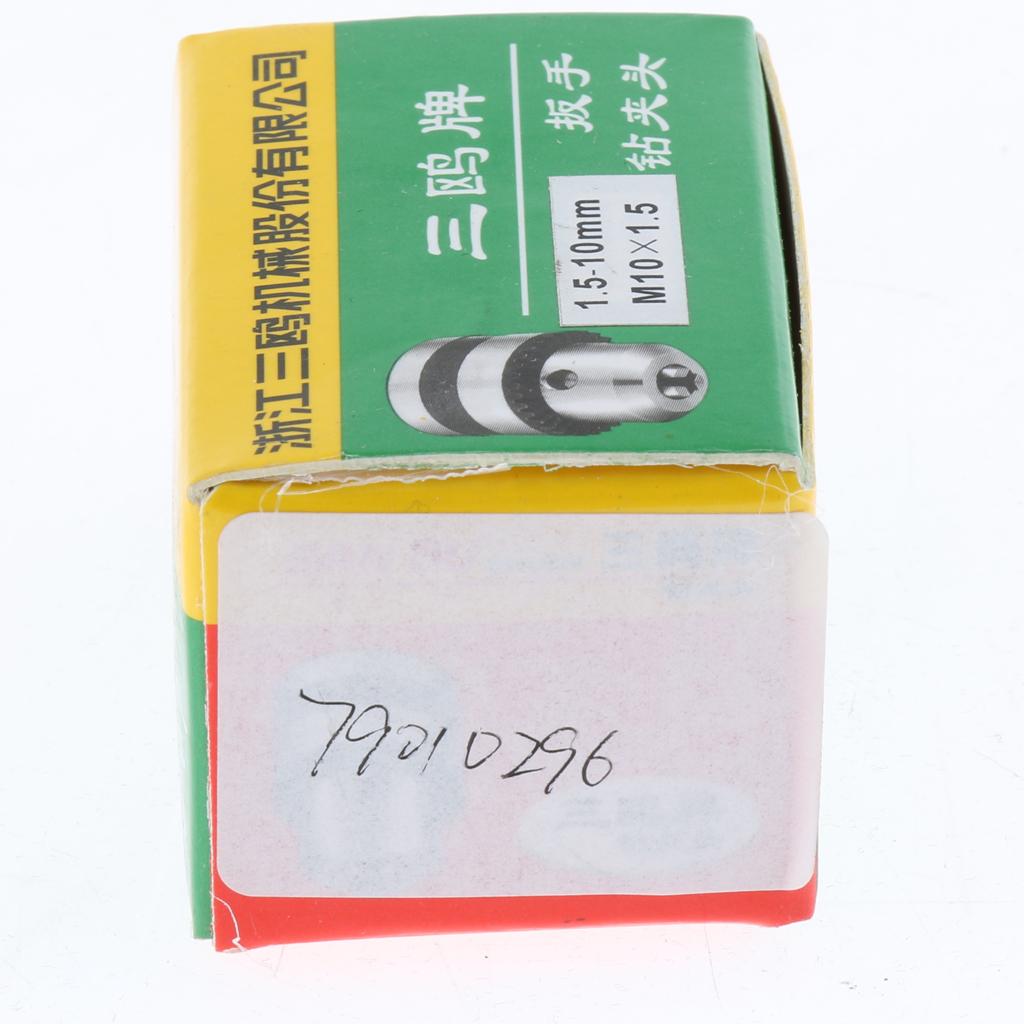 浙江三鸥机械股份有限公司
三鸥牌
扳手
钻夹头
1.5-10mm
M10×1.5
79010296